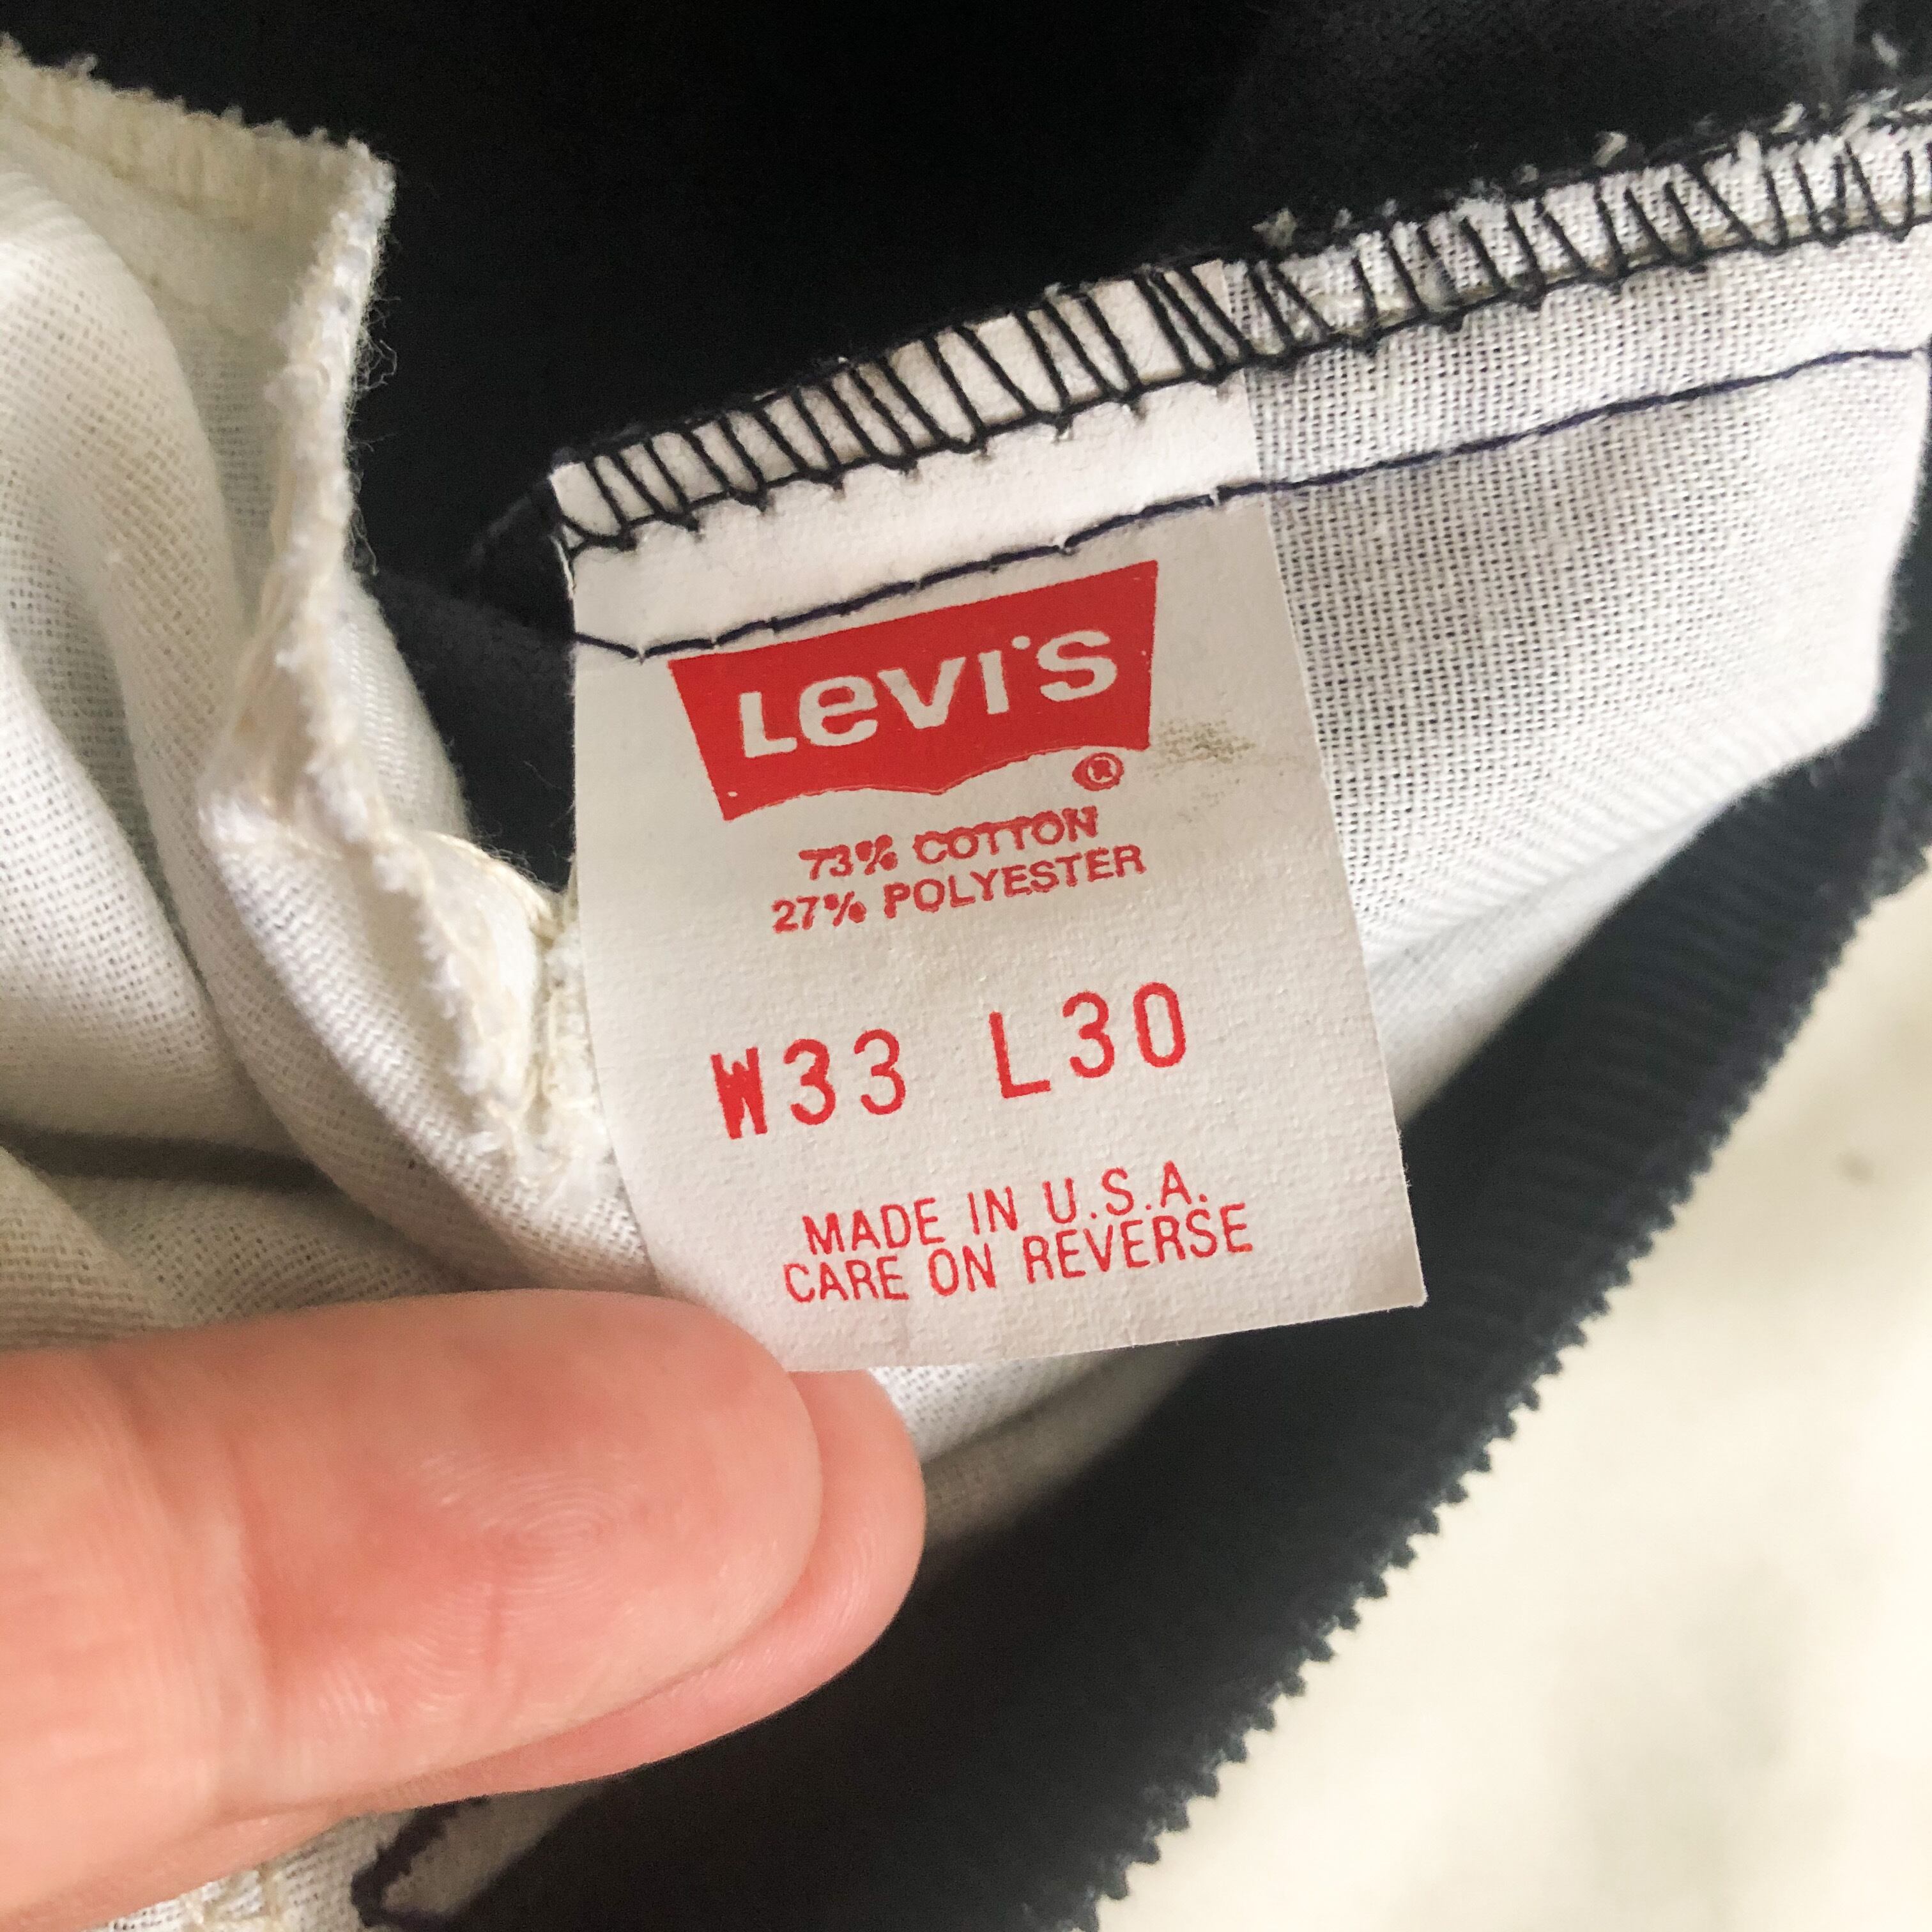 Levi's
®
73% COTTON
27% POLYESTER
W33 L30
MADE IN U.S.A.
CARE ON REVERSE